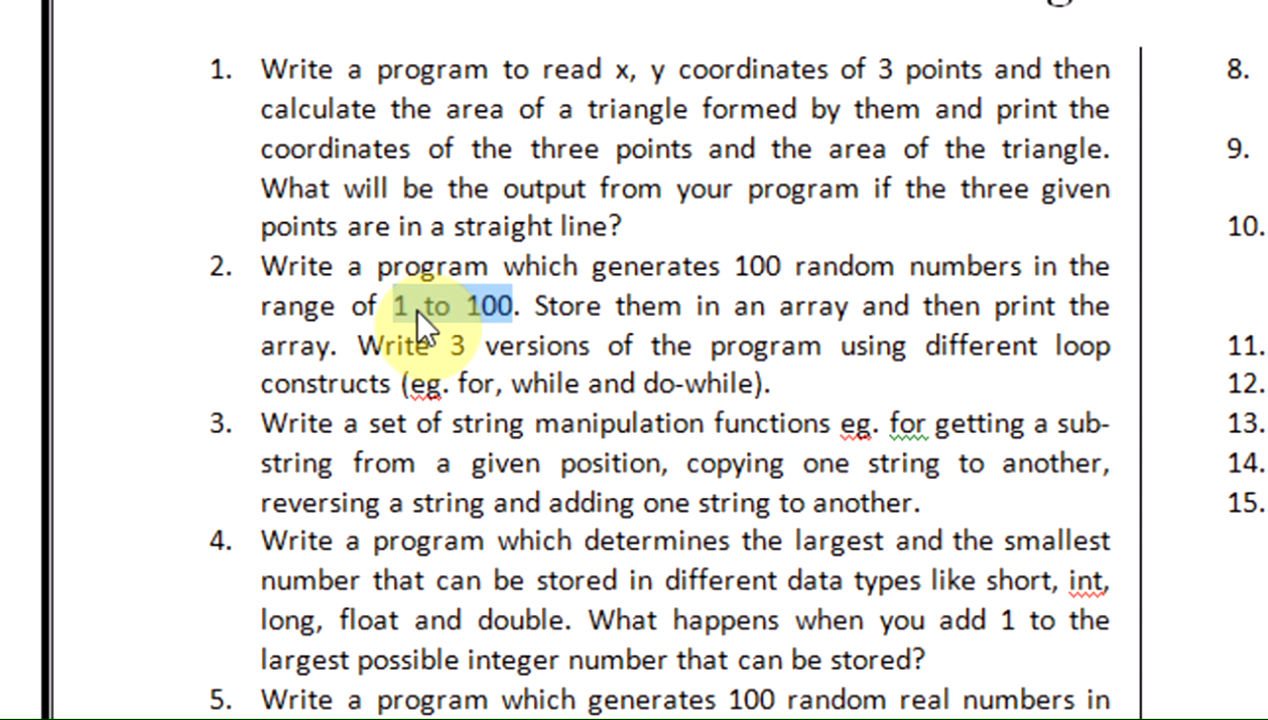 1. Write a program to read x, y coordinates of 3 points and then
calculate the area of a triangle formed by them and print the
coordinates of the three points and the area of the triangle.
What will be the output from your program if the three given
points are in a straight line?
2. Write a program which generates 100 random numbers in the
range of 1 to 100. Store them in an array and then print the
array. Write 3 versions of the program using different loop
constructs (eg. for, while and do-while).
3. Write a set of string manipulation functions eg. for getting a sub-
string from a given position, copying one string to another,
reversing a string and adding one string to another.
4. Write a program which determines the largest and the smallest
number that can be stored in different data types like short, int,
long, float and double. What happens when you add 1 to the
largest possible integer number that can be stored?
5. Write a program which generates 100 random real numbers in
8.
9.
10.
11.
12.
13.
14.
15.